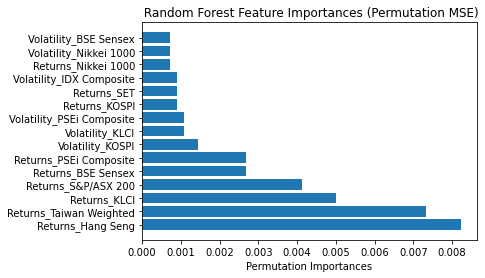 Random Forest Feature Importances (Permutation MSE)
Volatility_BSE Sensex
Volatility_Nikkei 1000
Returns_Nikkei 1000
Volatility_IDX Composite
Returns_SET
Returns_KOSPI
Volatility_PSEi Composite
Volatility_KLCI
Volatility_KOSPI
Returns_PSEi Composite
Returns_BSE Sensex
Returns_S&P/ASX 200
Returns_KLCI
Returns_Taiwan Weighted
Returns_Hang Seng
0.000 0.001 0.002 0.003 0.004 0.005 0.006 0.007 0.008
Permutation Importances